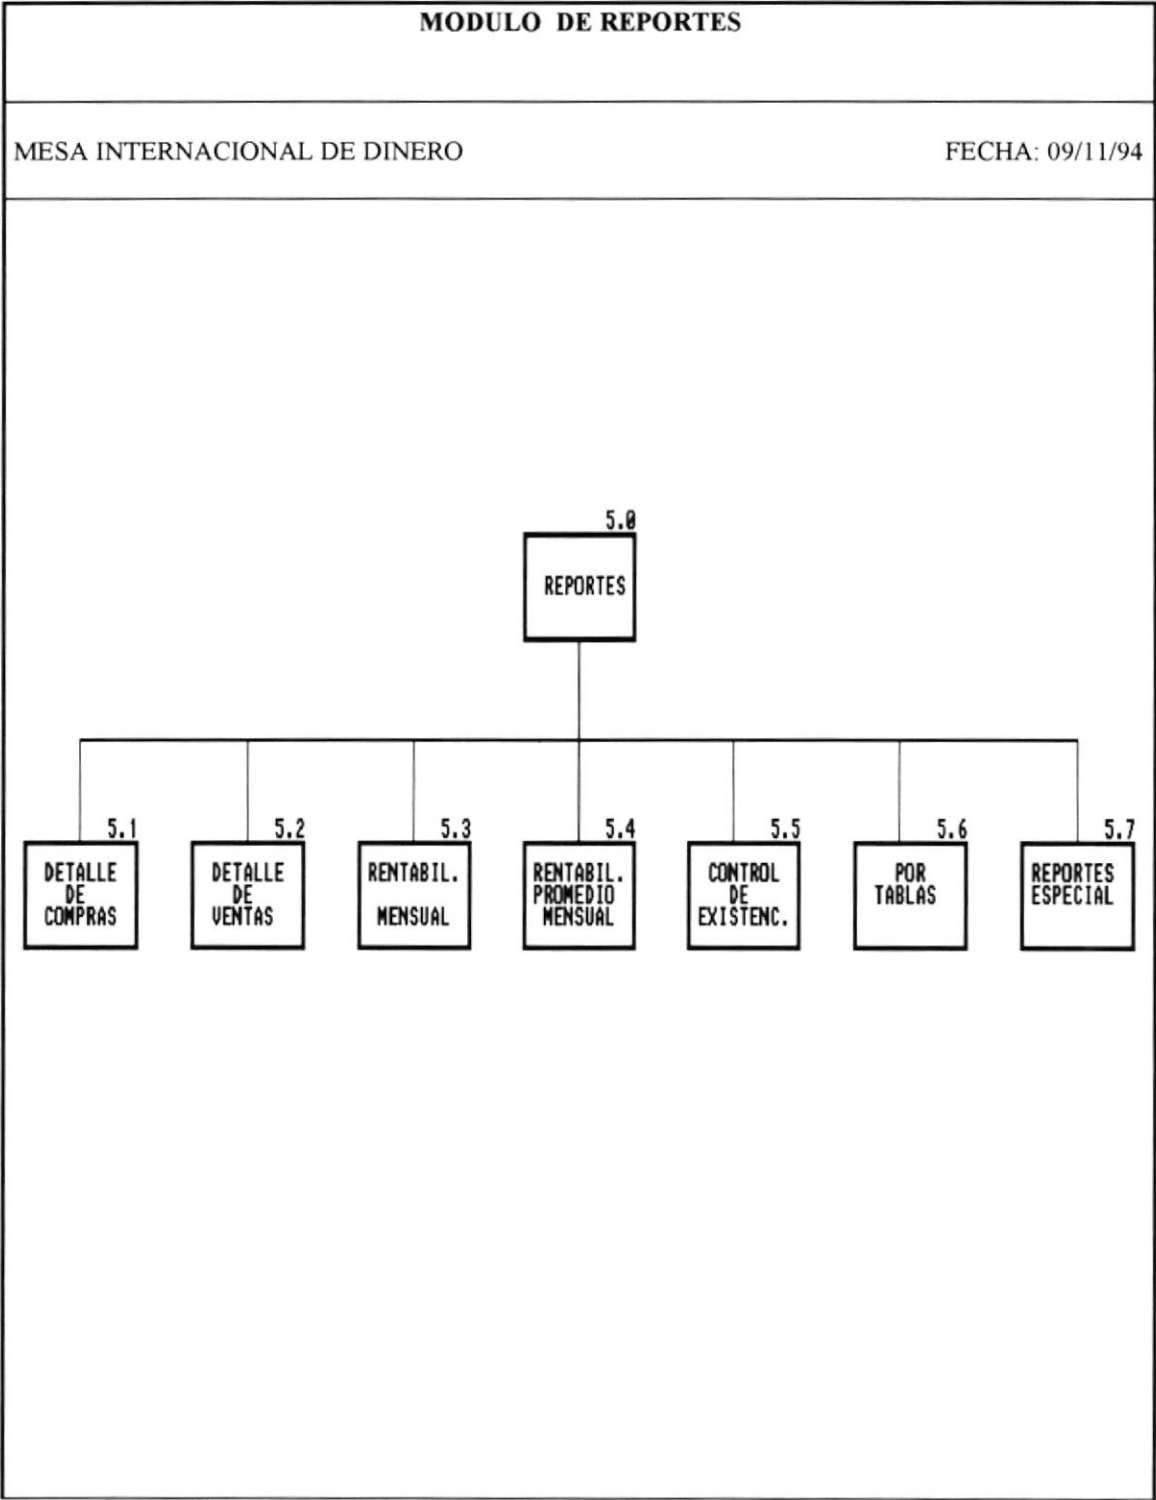 MODULO DE REPORTES
MESA INTERNACIONAL DE DINERO
FECHA: 09/11/94
5.0
REPORTES
5.1
DETALLE
DE
COMPRAS
5.2
DETALLE
DE
VENTAS
5.3
RENTABIL.
MENSUAL
5.4
RENTABIL.
PROMEDIO
MENSUAL
5.5
CONTROL
DE
EXISTENC.
5.6
POR
TABLAS
5.7
REPORTES
ESPECIAL